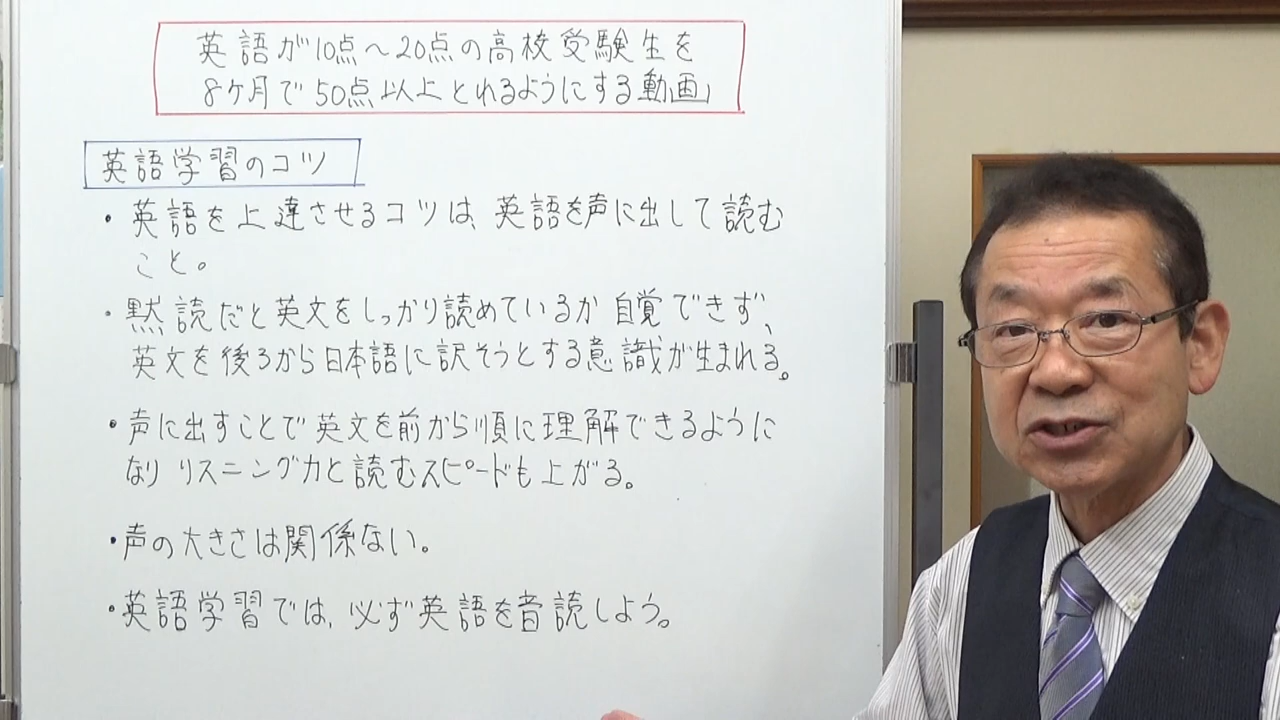 英語が10点～20点の高校受験生を
8ヶ月で50点以上とれるようにする動画」
英語学習のコツ
・英語を上達させるコツは、英語を声に出して読む
こと。
・黙読だと英文をしっかり読めているか自覚できず、
英文を後ろから日本語に訳そうとする意識が生まれる。
・声に出すことで英文を前から順に理解できるように
なりリスニング力と読むスピードも上がる。
・声の大きさは関係ない。
・英語学習では、必ず英語を音読しよう。